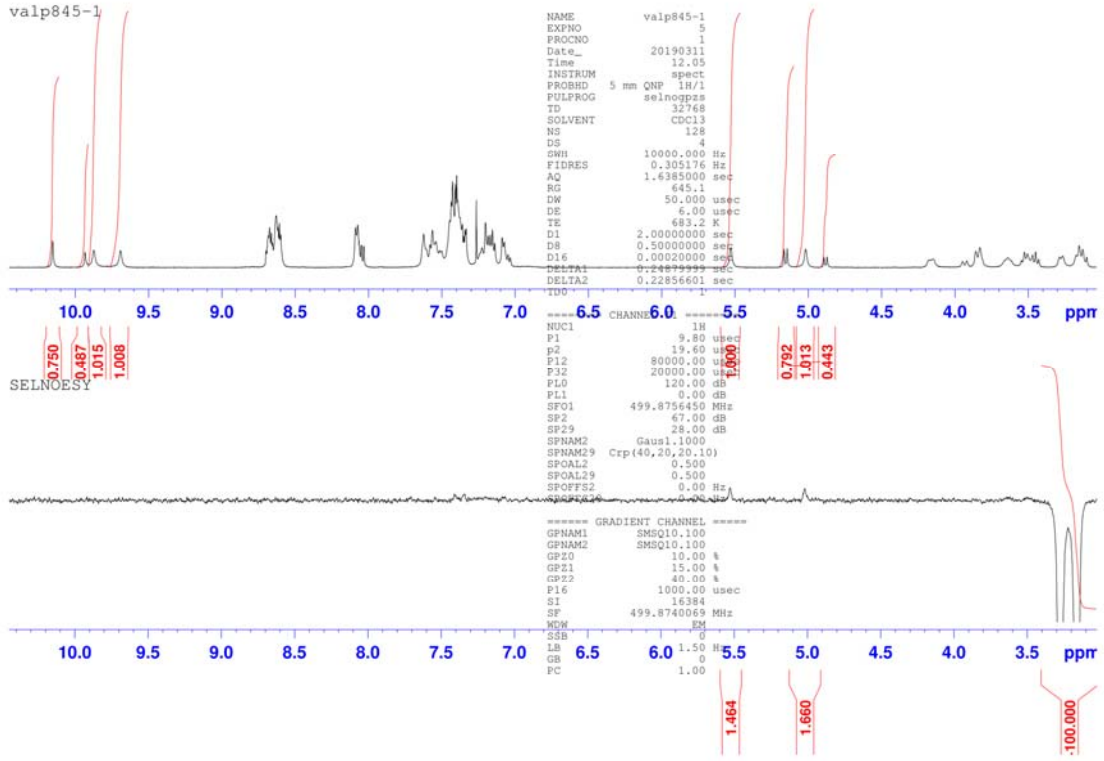 valp845-1
NAME valp845-1
EXPNO 5
PROCNO 1
Date_ 20190311
Time 12.05
INSTRUM spect
PROBHD 5 mm QNP 1H/1
PULPROG selnogpzs
TD 32768
SOLVENT CDCl3
NS 128
DS 4
SWH 10000.000 Hz
FIDRES 0.305176 Hz
AQ 1.6385000 sec
RG 645.1
DW 50.000 usec
DE 6.00 usec
TE 683.2 K
D1 2.00000000 sec
D8 0.50000000 sec
D16 0.00020000 sec
DELTA1 0.24879999 sec
DELTA2 0.22856601 sec
TD0 1
10.0 9.5 9.0 8.5 8.0 7.5 7.0 6.5 6.0 5.5 5.0 4.5 4.0 3.5 ppm
0.750 0.487 1.015 1.008 1.000 0.792 1.013 0.443
CHANNEL
NUC1 1H
P1 9.80 usec
p2 19.60 usec
P12 80000.00 usec
P32 20000.00 usec
PL0 120.00 dB
PL1 0.00 dB
SFO1 499.8756450 MHz
SP2 67.00 dB
SP29 28.00 dB
SPNAM2 Gaus1.1000
SPNAM29 Crp(40,20,20.10)
SPOAL2 0.500
SPOAL29 0.500
SPOFFS2 0.00 Hz
SELNOESY
====== GRADIENT CHANNEL =====
GPNAM1 SMSQ10.100
GPNAM2 SMSQ10.100
GPZ0 10.00 %
GPZ1 15.00 %
GPZ2 40.00 %
P16 1000.00 usec
SI 16384
SF 499.8740069 MHz
WDW EM
SSB 0
LB 1.50 Hz
GB 0
PC 1.00
10.0 9.5 9.0 8.5 8.0 7.5 7.0 6.5 6.0 5.5 5.0 4.5 4.0 3.5 ppm
1.464 1.660 -100.000